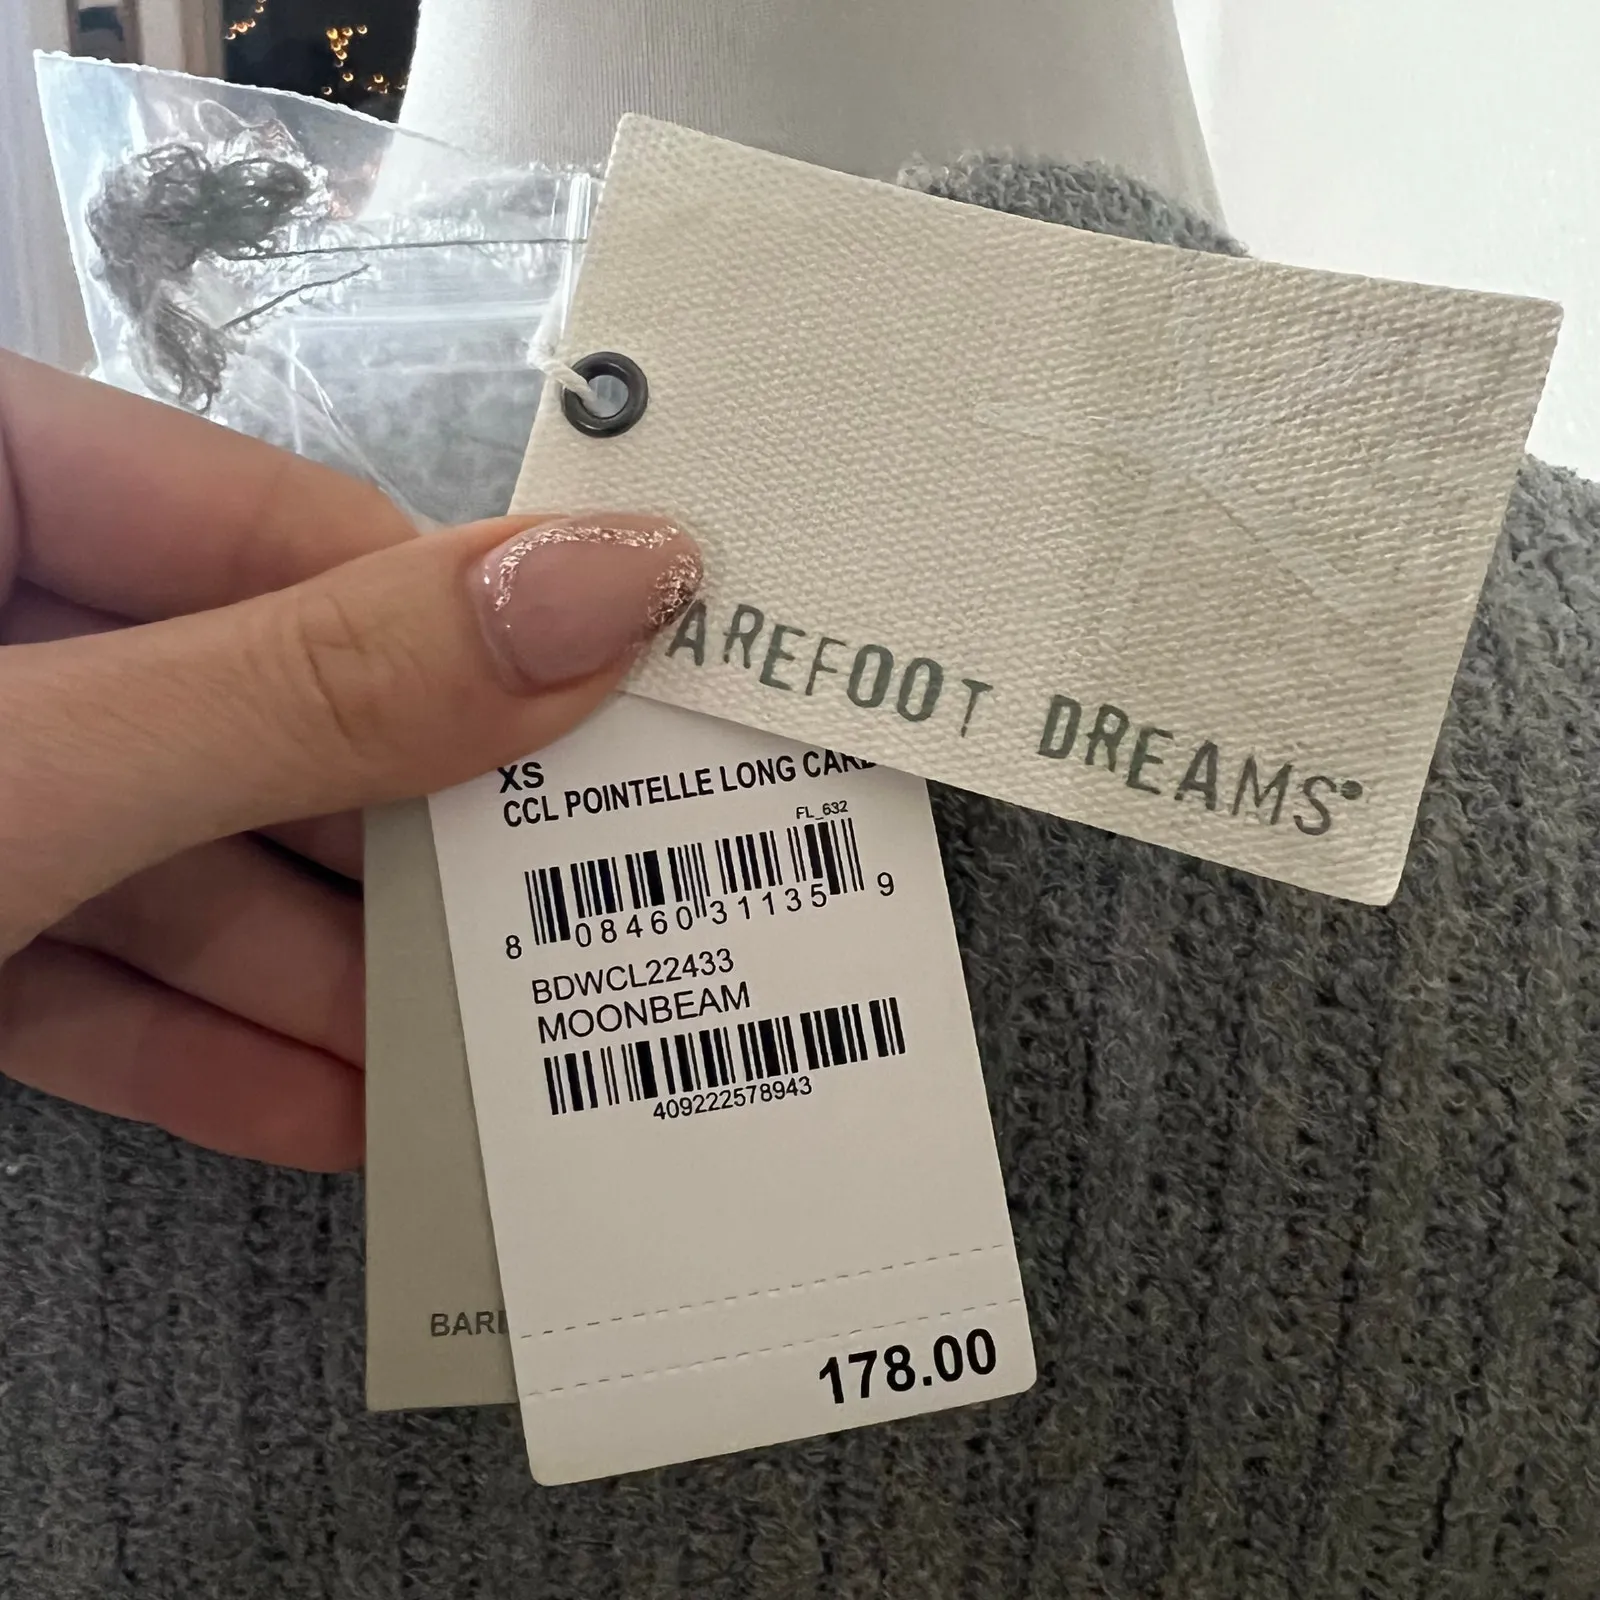 AREFOOT DREAMS®
XS
CCL POINTELLE LONG CARD
FL_632
8 08460 31135 9
BDWCL22433
MOONBEAM
409222578943
BARE
178.00